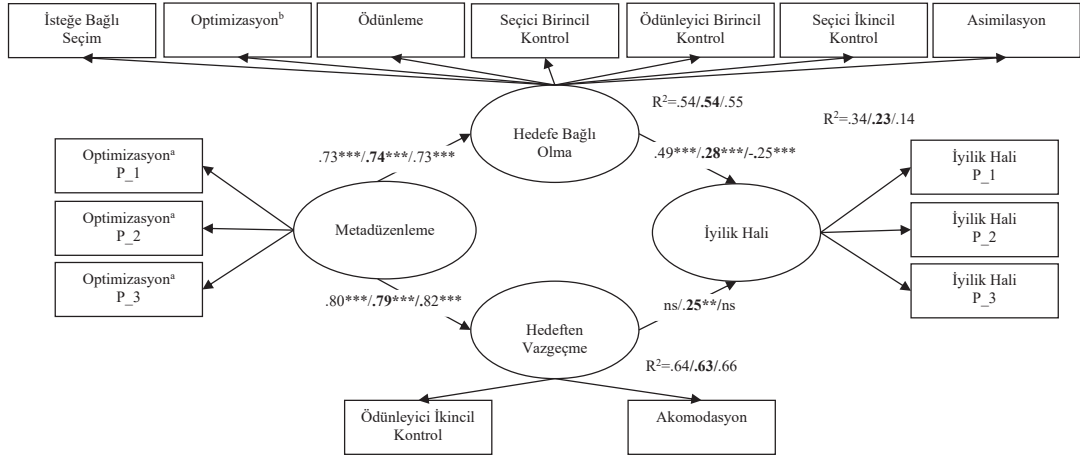 İsteğe Bağlı
Seçim
Optimizasyonᵇ
Ödünleme
Seçici Birincil
Kontrol
Ödünleyici Birincil
Kontrol
Seçici İkincil
Kontrol
Asimilasyon
R²=.54/.54/.55
R²=.34/.23/.14
Hedefe Bağlı
Olma
.73***/.74***/.73***
.49***/.28***/-.25***
Optimizasyonᵃ
P_1
Optimizasyonᵃ
P_2
Optimizasyonᵃ
P_3
Metadüzenleme
İyilik Hali
İyilik Hali
P_1
İyilik Hali
P_2
İyilik Hali
P_3
.80***/.79***/.82***
ns/.25**/ns
Hedeften
Vazgeçme
R²=.64/.63/.66
Ödünleyici İkincil
Kontrol
Akomodasyon